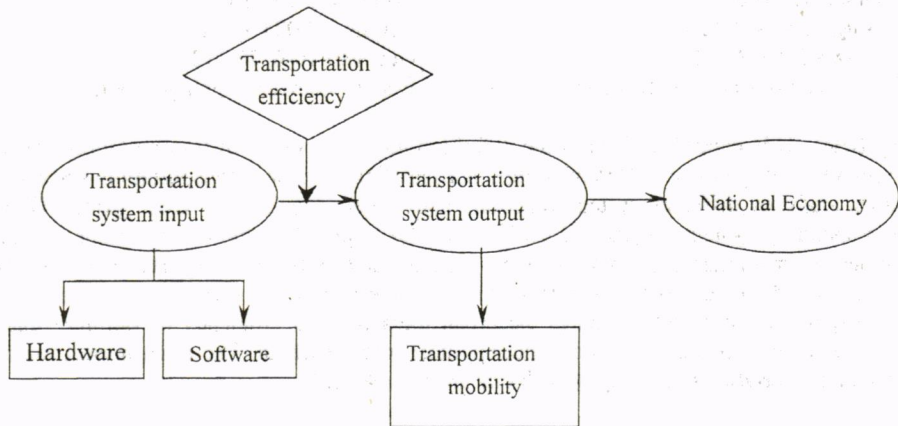 Transportation
efficiency
Transportation
system input
Transportation
system output
National Economy
Hardware
Software
Transportation
mobility